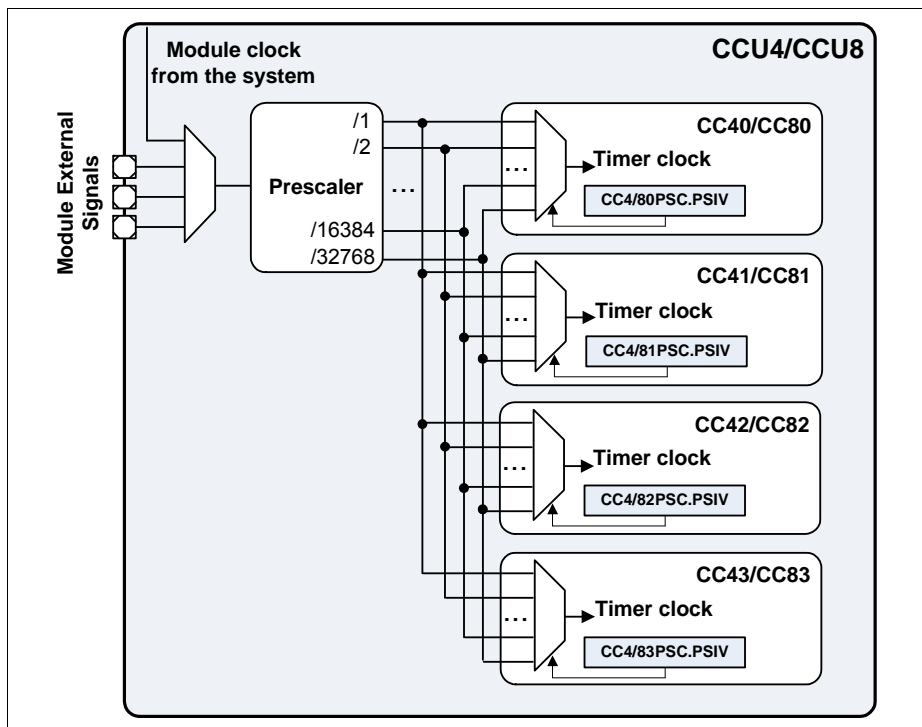 CCU4/CCU8
Module clock
from the system
Module External
Signals
Prescaler
/1
/2
...
/16384
/32768
CC40/CC80
...
Timer clock
CC4/80PSC.PSIV
CC41/CC81
...
Timer clock
CC4/81PSC.PSIV
CC42/CC82
...
Timer clock
CC4/82PSC.PSIV
CC43/CC83
...
Timer clock
CC4/83PSC.PSIV